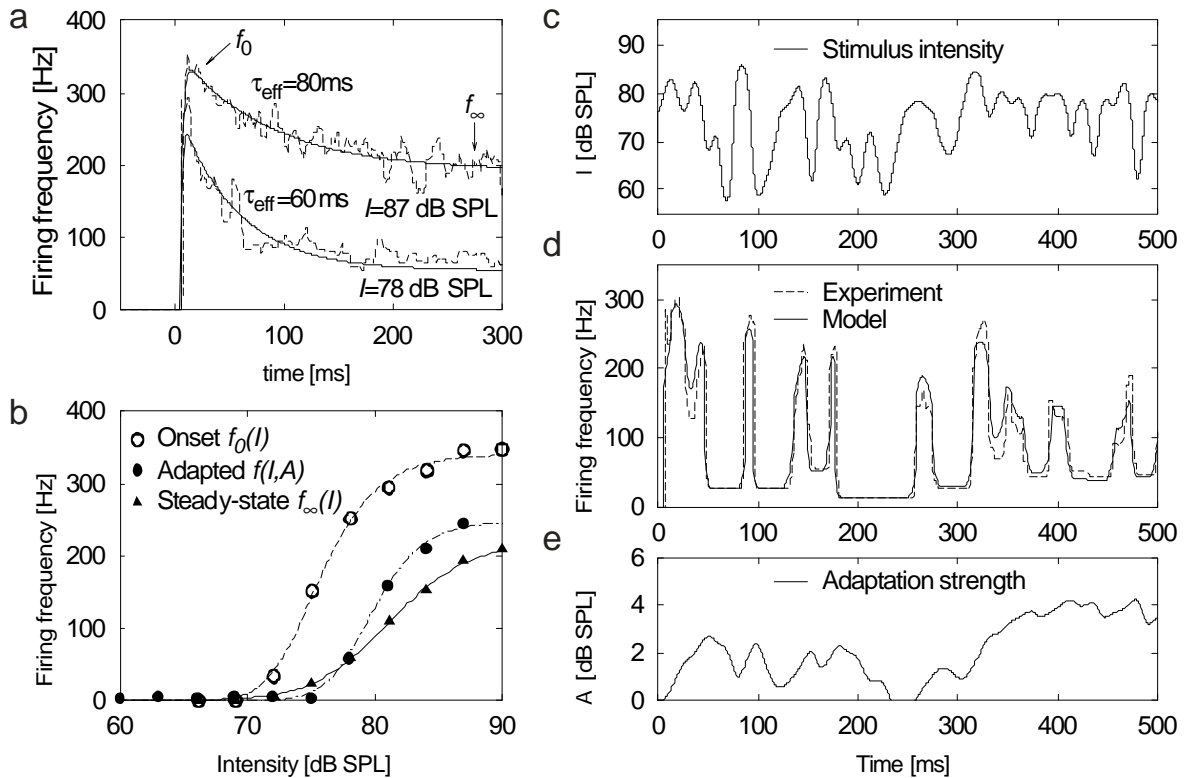 a
400
300
200
100
0
Firing frequency [Hz]
f0
τeff=80ms
f∞
τeff=60 ms
I=87 dB SPL
I=78 dB SPL
0
100
200
300
time [ms]
b
400
300
200
100
0
Firing frequency [Hz]
Onset f0(I)
Adapted f(I,A)
Steady-state f∞(I)
60
70
80
90
Intensity [dB SPL]
c
90
80
70
60
I [dB SPL]
Stimulus intensity
0
100
200
300
400
500
d
300
200
100
0
Firing frequency [Hz]
Experiment
Model
0
100
200
300
400
500
e
6
4
2
0
A [dB SPL]
Adaptation strength
0
100
200
300
400
500
Time [ms]